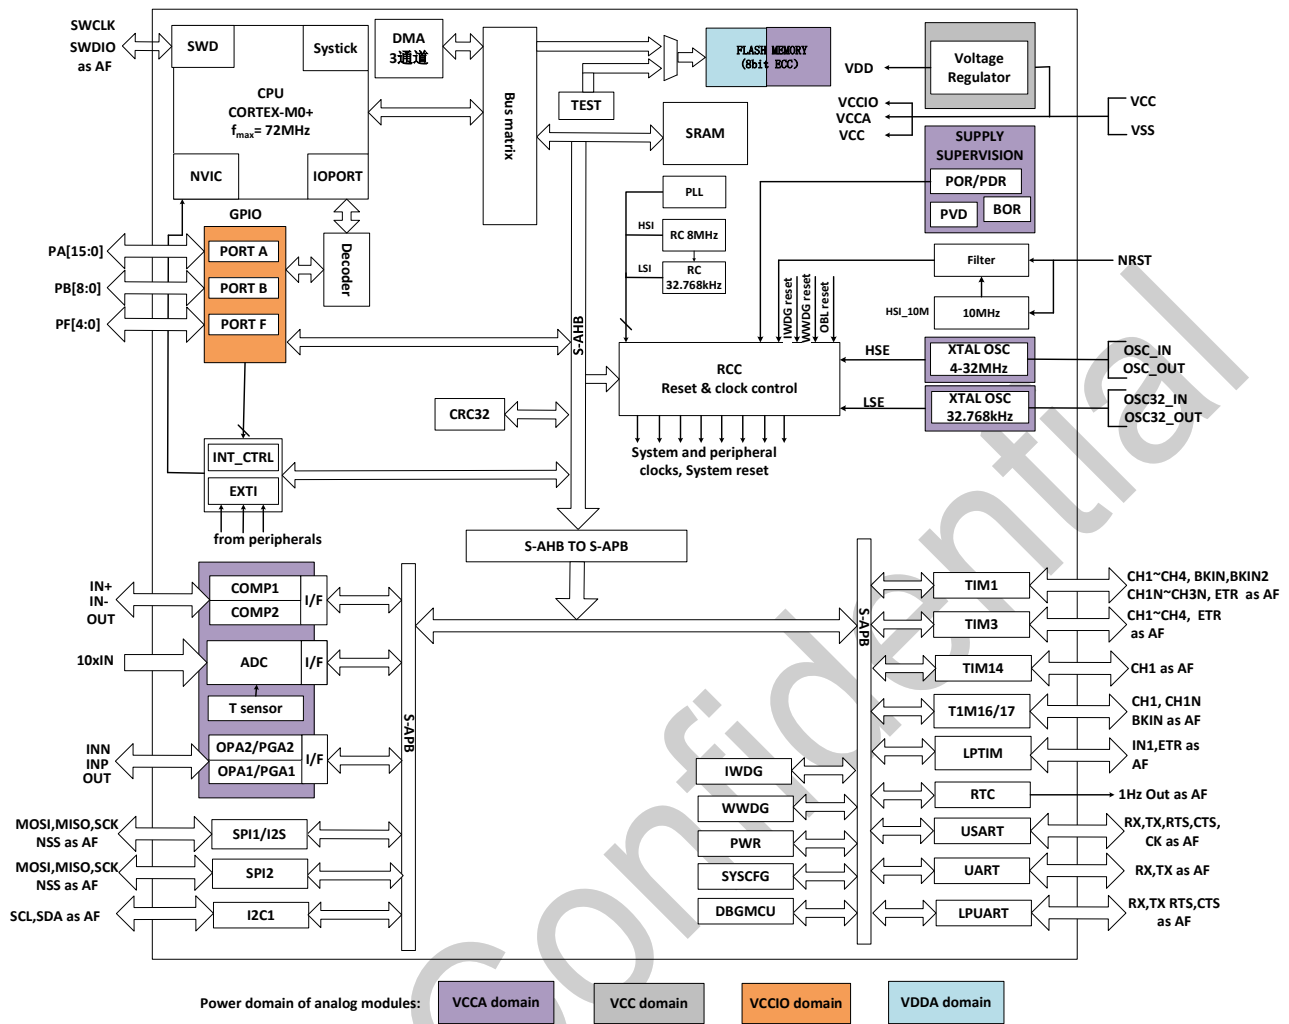 SWCLK
SWDIO
as AF
SWD
Systick
CPU
CORTEX-M0+
fmax= 72MHz
NVIC
IOPORT
DMA
3通道
Bus matrix
FLASH MEMORY
(8bit ECC)
TEST
SRAM
VDD
Voltage
Regulator
VCCIO
VCCA
VCC
VCC
VSS
SUPPLY
SUPERVISION
POR/PDR
PVD
BOR
GPIO
PORT A
PORT B
PORT F
PA[15:0]
PB[8:0]
PF[4:0]
Decoder
PLL
HSI
RC 8MHz
LSI
RC
32.768kHz
Filter
NRST
HSI_10M
10MHz
IWDG reset
WWDG reset
OBL reset
S-AHB
RCC
Reset & clock control
HSE
XTAL OSC
4-32MHz
OSC_IN
OSC_OUT
LSE
XTAL OSC
32.768kHz
OSC32_IN
OSC32_OUT
CRC32
System and peripheral
clocks, System reset
INT_CTRL
EXTI
from peripherals
S-AHB TO S-APB
IN+
IN-
OUT
COMP1
COMP2
I/F
10xIN
ADC
I/F
T sensor
INN
INP
OUT
OPA2/PGA2
OPA1/PGA1
I/F
MOSI,MISO,SCK
NSS as AF
SPI1/I2S
MOSI,MISO,SCK
NSS as AF
SPI2
SCL,SDA as AF
I2C1
S-APB
S-APB
IWDG
WWDG
PWR
SYSCFG
DBGMCU
TIM1
CH1~CH4, BKIN,BKIN2
CH1N~CH3N, ETR as AF
TIM3
CH1~CH4, ETR
as AF
TIM14
CH1 as AF
T1M16/17
CH1, CH1N
BKIN as AF
LPTIM
IN1,ETR as
AF
RTC
1Hz Out as AF
USART
RX,TX,RTS,CTS,
CK as AF
UART
RX,TX as AF
LPUART
RX,TX RTS,CTS
as AF
Power domain of analog modules:
VCCA domain
VCC domain
VCCIO domain
VDDA domain
Confidential